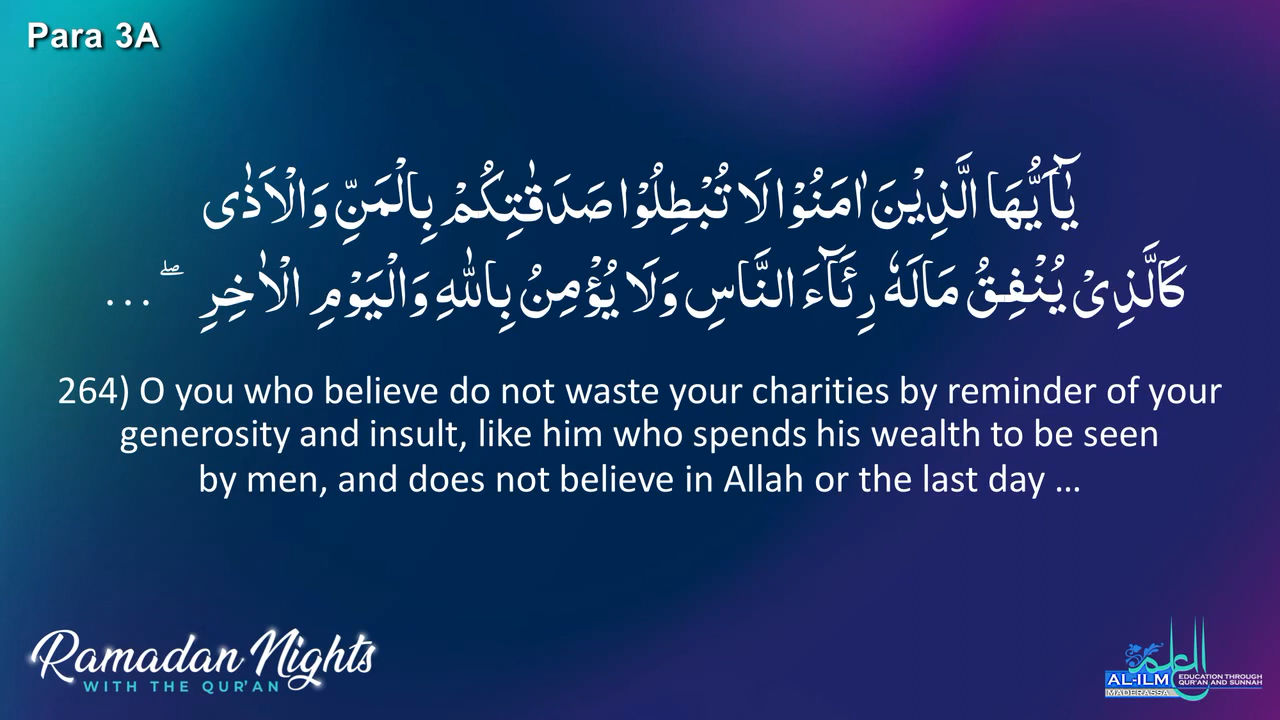 Para 3A
يٰۤاَيُّهَا الَّذِيْنَ اٰمَنُوْا لَا تُبْطِلُوْا صَدَقٰتِكُمْ بِالْمَنِّ وَالْاَذٰى
كَالَّذِىْ يُنْفِقُ مَالَهٗ رِئَآءَ النَّاسِ وَلَا يُؤْمِنُ بِاللّٰهِ وَالْيَوْمِ الْاٰخِرِ ۖ ...
264) O you who believe do not waste your charities by reminder of your
generosity and insult, like him who spends his wealth to be seen
by men, and does not believe in Allah or the last day ...
Ramadan Nights
WITH THE QUR'AN
العلم
AL-ILM
MADERASSA
EDUCATION THROUGH
QUR'AN AND SUNNAH